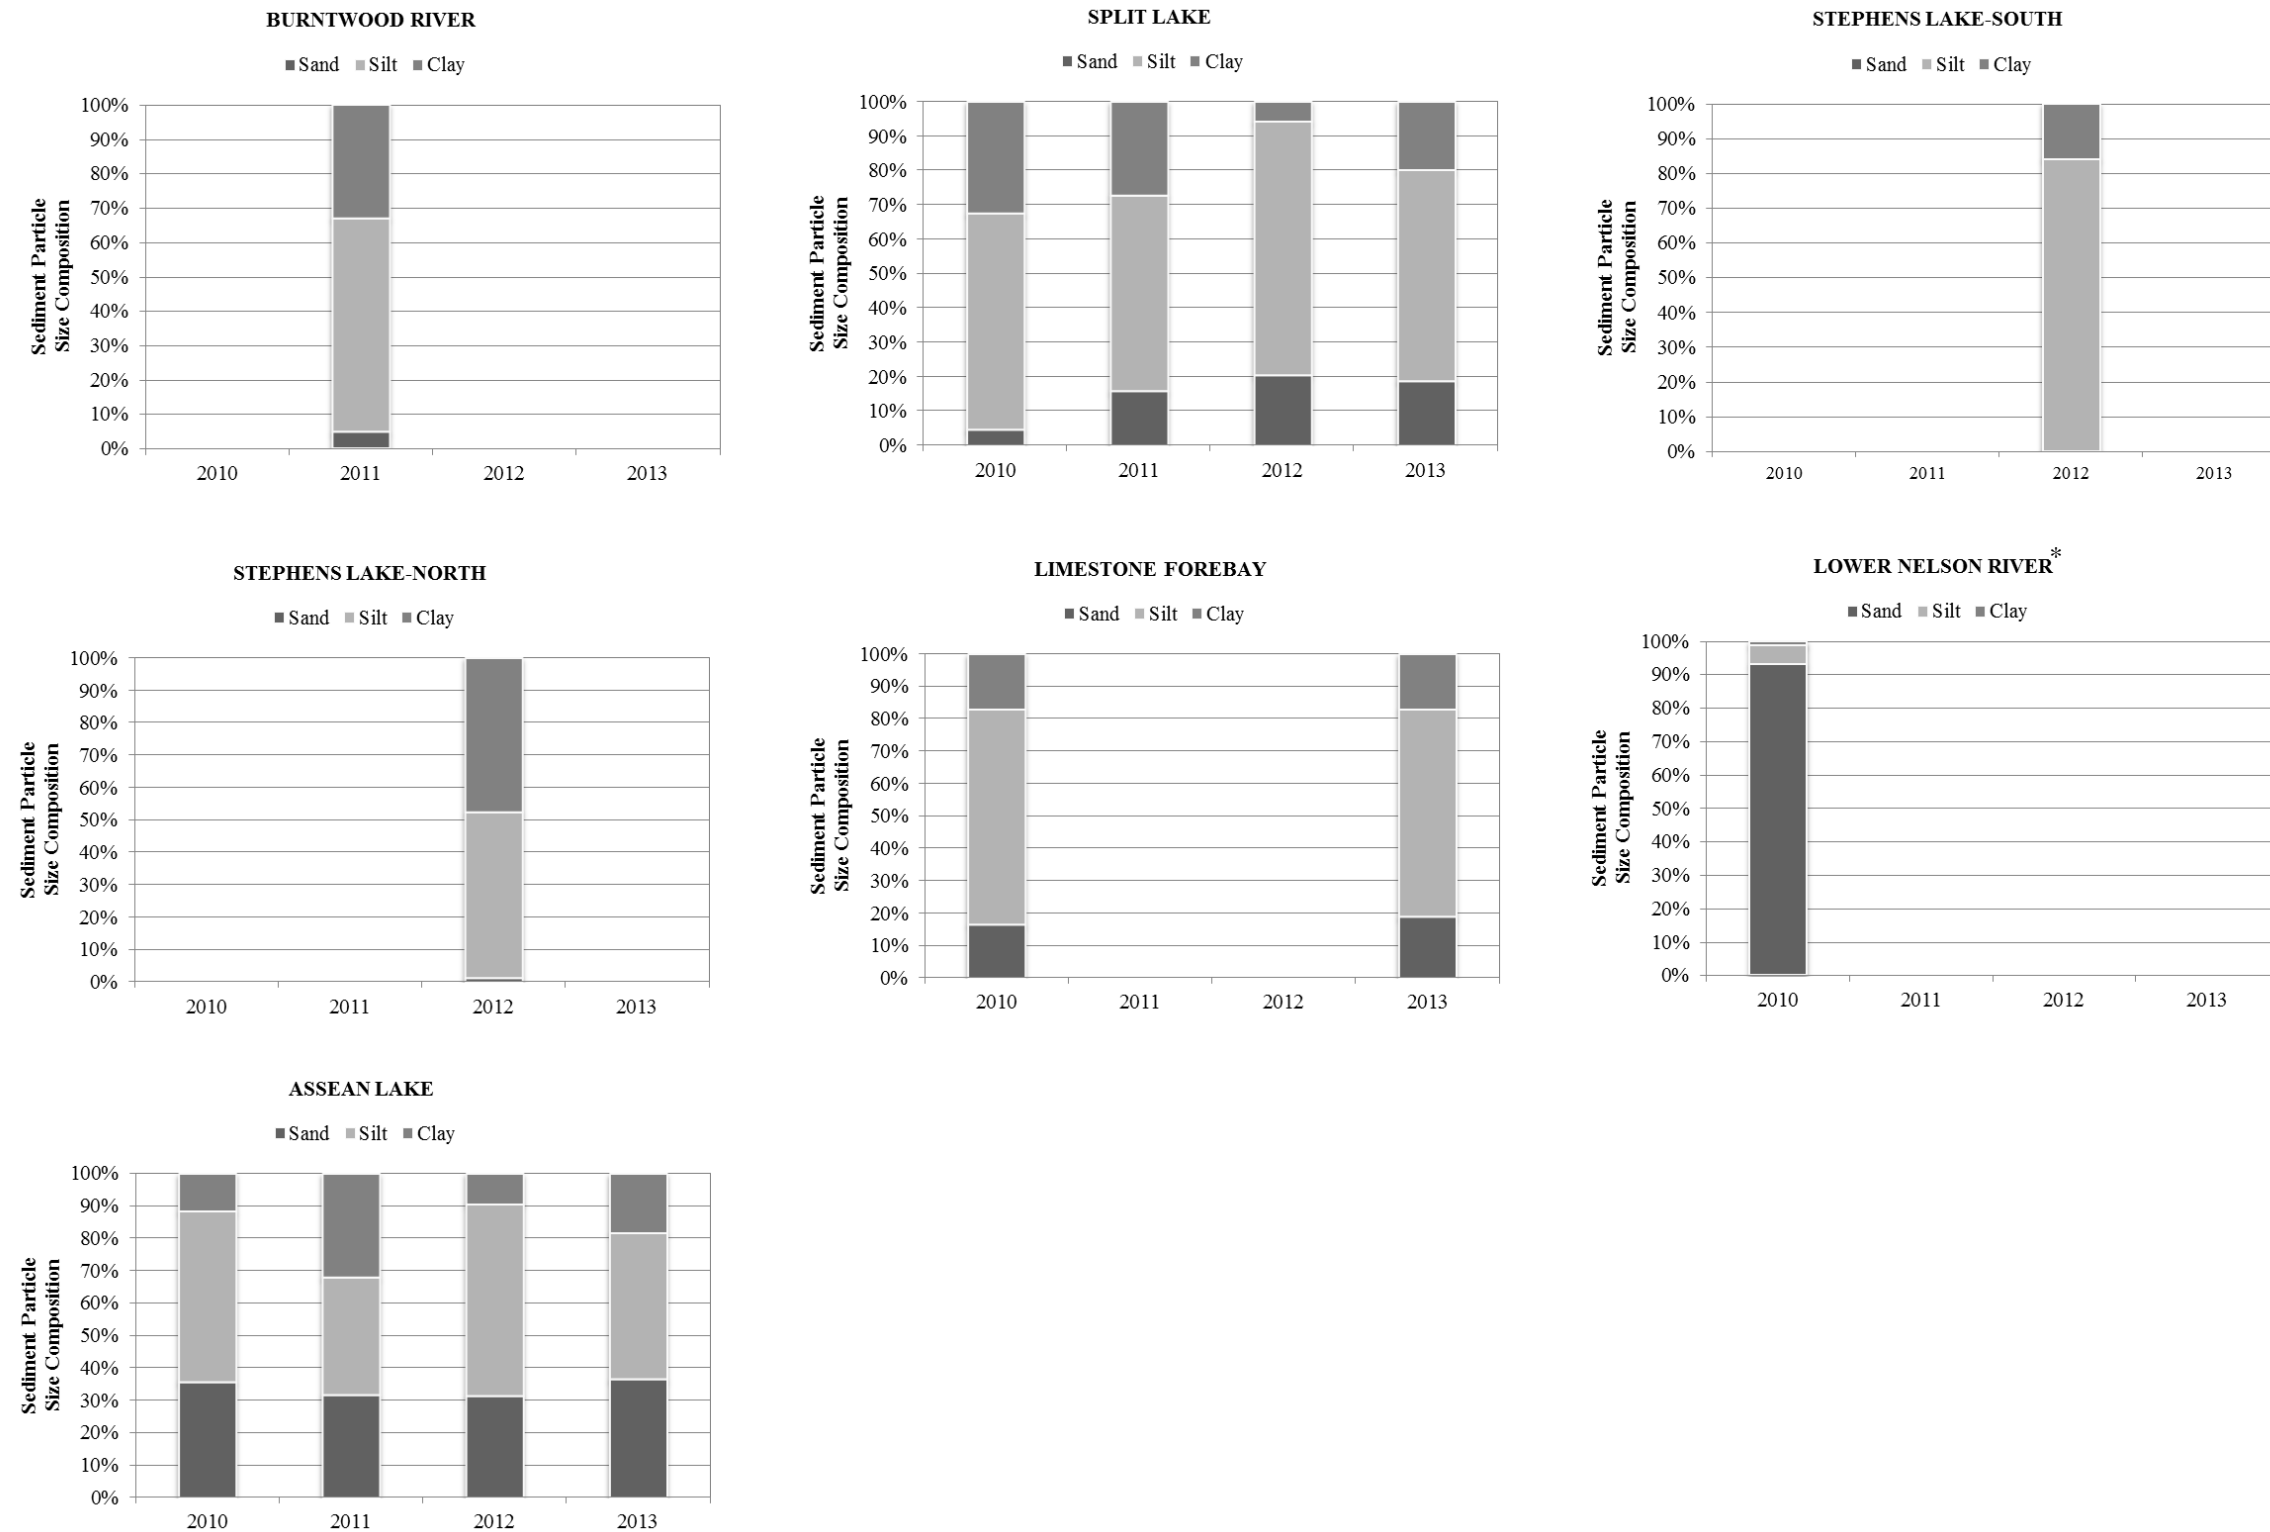 BURNTWOOD RIVER
Sand Silt Clay
100%
90%
80%
70%
60%
50%
40%
30%
20%
10%
0%
Sediment Particle
Size Composition
2010 2011 2012 2013
SPLIT LAKE
Sand Silt Clay
100%
90%
80%
70%
60%
50%
40%
30%
20%
10%
0%
Sediment Particle
Size Composition
2010 2011 2012 2013
STEPHENS LAKE-SOUTH
Sand Silt Clay
100%
90%
80%
70%
60%
50%
40%
30%
20%
10%
0%
Sediment Particle
Size Composition
2010 2011 2012 2013
STEPHENS LAKE-NORTH
Sand Silt Clay
100%
90%
80%
70%
60%
50%
40%
30%
20%
10%
0%
Sediment Particle
Size Composition
2010 2011 2012 2013
LIMESTONE FOREBAY
Sand Silt Clay
100%
90%
80%
70%
60%
50%
40%
30%
20%
10%
0%
Sediment Particle
Size Composition
2010 2011 2012 2013
LOWER NELSON RIVER*
Sand Silt Clay
100%
90%
80%
70%
60%
50%
40%
30%
20%
10%
0%
Sediment Particle
Size Composition
2010 2011 2012 2013
ASSEAN LAKE
Sand Silt Clay
100%
90%
80%
70%
60%
50%
40%
30%
20%
10%
0%
Sediment Particle
Size Composition
2010 2011 2012 2013